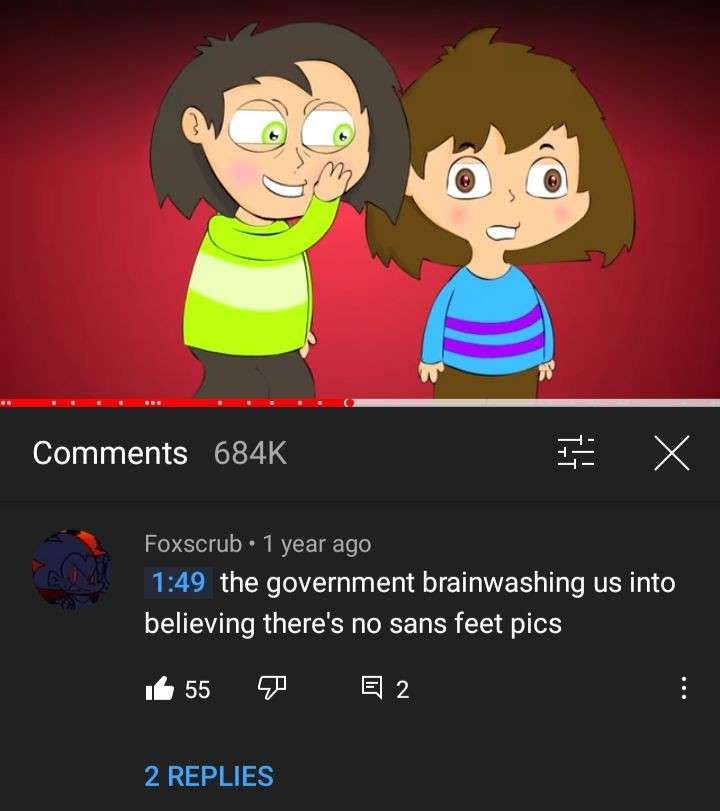 Comments 684K
Foxscrub • 1 year ago
1:49 the government brainwashing us into
believing there's no sans feet pics
55 2
2 REPLIES